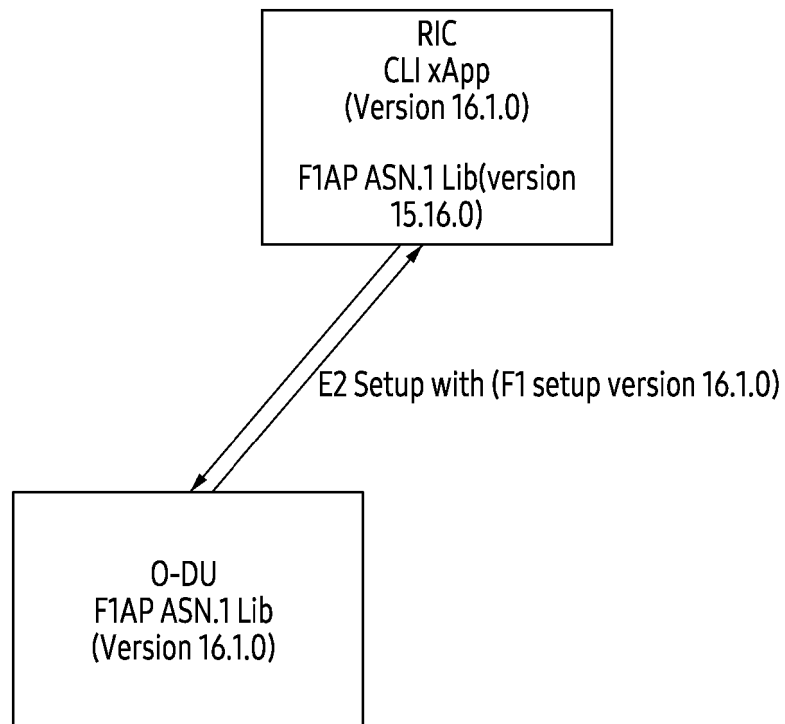 RIC
CLI xApp
(Version 16.1.0)
F1AP ASN.1 Lib(version
15.16.0)
E2 Setup with (F1 setup version 16.1.0)
O-DU
F1AP ASN.1 Lib
(Version 16.1.0)